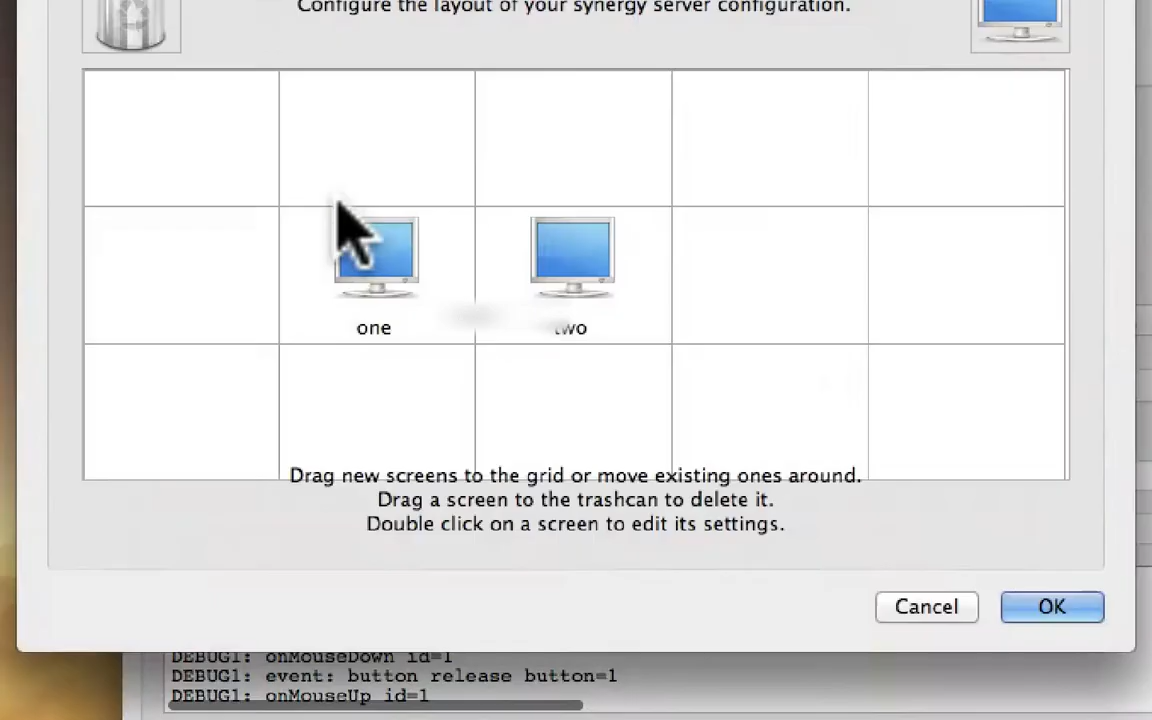 Configure the layout of your synergy server configuration.
one
two
Drag new screens to the grid or move existing ones around.
Drag a screen to the trashcan to delete it.
Double click on a screen to edit its settings.
Cancel
OK
DEBUG1: onMouseDown id=1
DEBUG1: event: button release button=1
DEBUG1: onMouseUp id=1